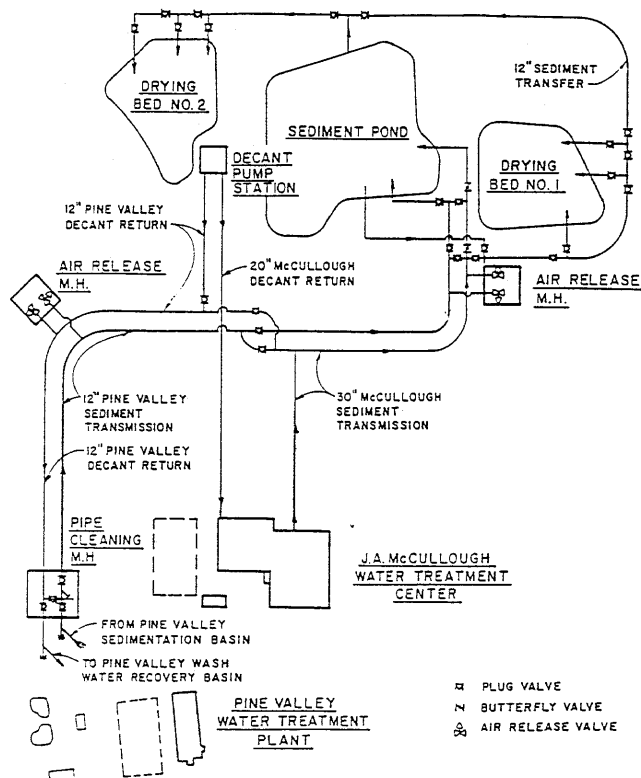 DRYING
BED NO. 2
12" SEDIMENT
TRANSFER
SEDIMENT POND
DRYING
BED NO. 1
DECANT
PUMP
STATION
12" PINE VALLEY
DECANT RETURN
AIR RELEASE
M.H.
20" McCULLOUGH
DECANT RETURN
AIR RELEASE
M.H.
12" PINE VALLEY
SEDIMENT
TRANSMISSION
30" McCULLOUGH
SEDIMENT
TRANSMISSION
12" PINE VALLEY
DECANT RETURN
PIPE
CLEANING
M.H
J.A. McCULLOUGH
WATER TREATMENT
CENTER
FROM PINE VALLEY
SEDIMENTATION BASIN
TO PINE VALLEY WASH
WATER RECOVERY BASIN
PINE VALLEY
WATER TREATMENT
PLANT
PLUG VALVE
BUTTERFLY VALVE
AIR RELEASE VALVE